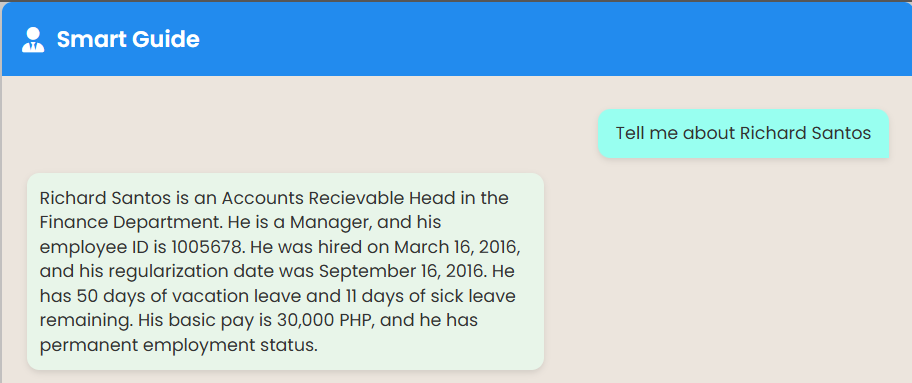 Smart Guide
Tell me about Richard Santos
Richard Santos is an Accounts Recievable Head in the
Finance Department. He is a Manager, and his
employee ID is 1005678. He was hired on March 16, 2016,
and his regularization date was September 16, 2016. He
has 50 days of vacation leave and 11 days of sick leave
remaining. His basic pay is 30,000 PHP, and he has
permanent employment status.